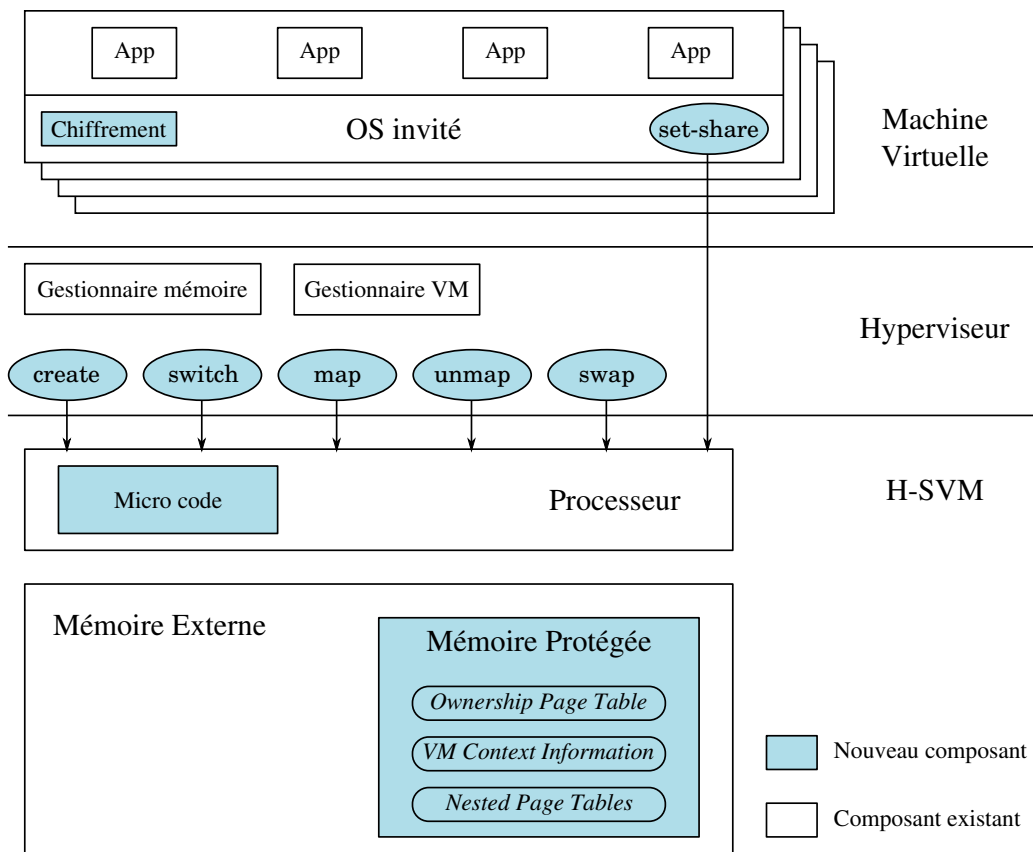 App
App
App
App
Chiffrement
OS invité
set-share
Machine
Virtuelle
Gestionnaire mémoire
Gestionnaire VM
Hyperviseur
create
switch
map
unmap
swap
Micro code
Processeur
H-SVM
Mémoire Externe
Mémoire Protégée
Ownership Page Table
VM Context Information
Nested Page Tables
Nouveau composant
Composant existant